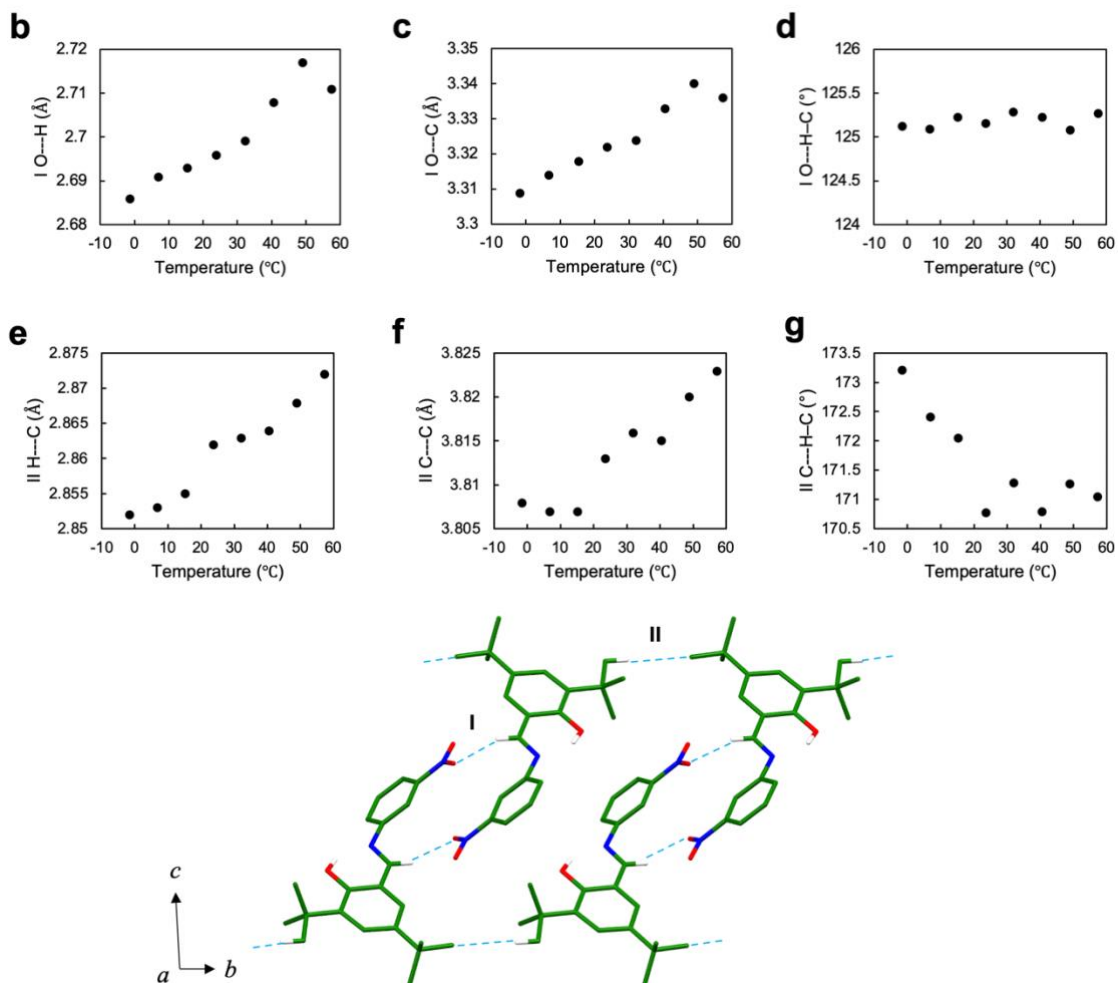 b
I O---H (Å)
2.72
2.71
2.7
2.69
2.68
-10 0 10 20 30 40 50 60
Temperature (℃)
c
I O---C (Å)
3.35
3.34
3.33
3.32
3.31
3.3
-10 0 10 20 30 40 50 60
Temperature (℃)
d
I O---H–C (°)
126
125.5
125
124.5
124
-10 0 10 20 30 40 50 60
Temperature (℃)
e
II H---C (Å)
2.875
2.87
2.865
2.86
2.855
2.85
-10 0 10 20 30 40 50 60
Temperature (℃)
f
II C---C (Å)
3.825
3.82
3.815
3.81
3.805
-10 0 10 20 30 40 50 60
Temperature (℃)
g
II C---H–C (°)
173.5
173
172.5
172
171.5
171
170.5
-10 0 10 20 30 40 50 60
Temperature (℃)
II
I
c
a
b